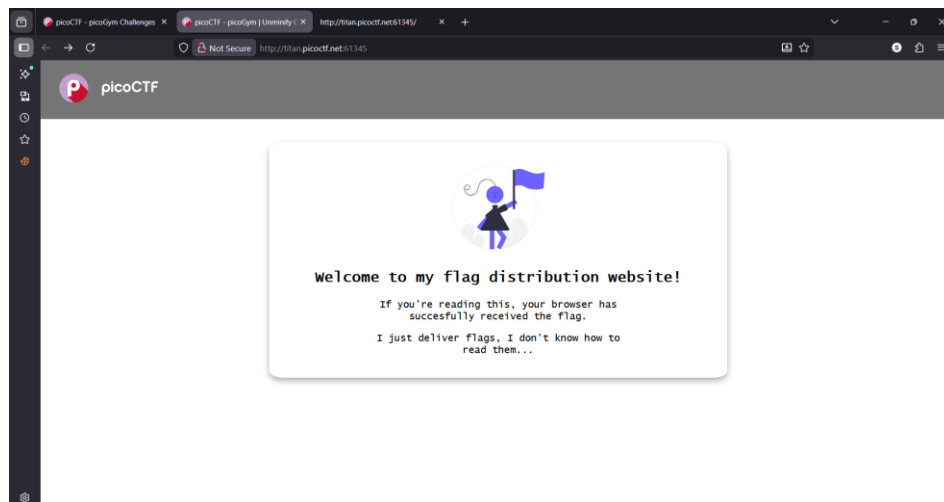 picoCTF - picoGym Challenges
picoCTF - picoGym | Unminify C
http://titan.picoctf.net:61345/
Not Secure http://titan.picoctf.net:61345
picoCTF
Welcome to my flag distribution website!
If you're reading this, your browser has
succesfully received the flag.
I just deliver flags, I don't know how to
read them...